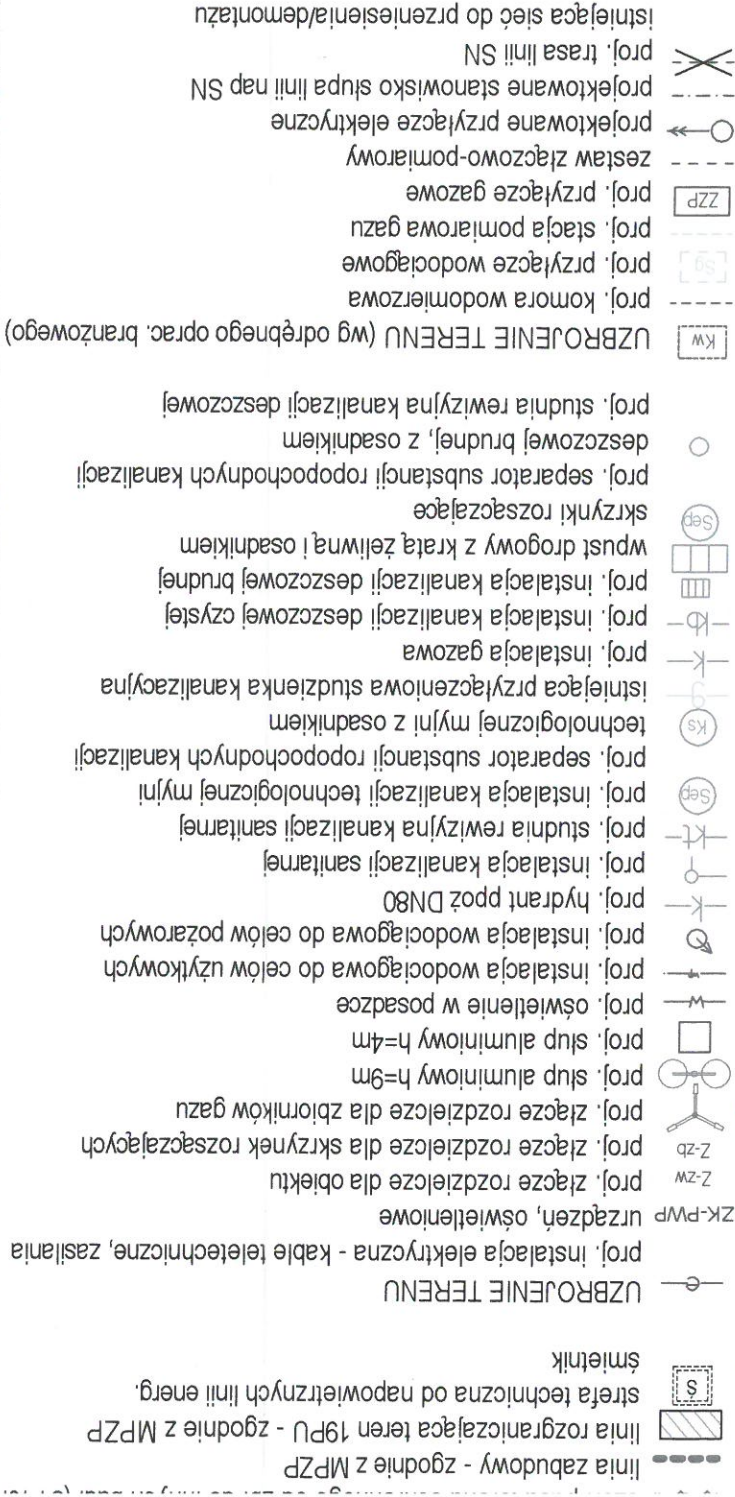 linia zabudowy - zgodnie z MPZP
linia rozgraniczająca teren 19PU - zgodnie z MPZP
Ś strefa techniczna od napowietrznych linii energ.
śmietnik
e UZBROJENIE TERENU
proj. instalacja elektryczna - kable teletechniczne, zasilania
ZK-PWP urządzeń, oświetleniowe
Z-zw proj. złącze rozdzielcze dla obiektu
Z-zb proj. złącze rozdzielcze dla skrzynek rozsączających
proj. złącze rozdzielcze dla zbiorników gazu
proj. słup aluminiowy h=9m
proj. słup aluminiowy h=4m
proj. oświetlenie w posadzce
proj. instalacja wodociągowa do celów użytkowych
proj. instalacja wodociągowa do celów pożarowych
k proj. hydrant ppoż DN80
proj. instalacja kanalizacji sanitarnej
kt proj. studnia rewizyjna kanalizacji sanitarnej
Sep proj. instalacja kanalizacji technologicznej myjni
proj. separator substancji ropopochodnych kanalizacji
Ks technologicznej myjni z osadnikiem
g istniejąca przyłączeniowa studzienka kanalizacyjna
k proj. instalacja gazowa
kb proj. instalacja kanalizacji deszczowej czystej
proj. instalacja kanalizacji deszczowej brudnej
wpust drogowy z kratą żeliwną i osadnikiem
Sep skrzynki rozsączające
proj. separator substancji ropopochodnych kanalizacji
deszczowej brudnej, z osadnikiem
proj. studnia rewizyjna kanalizacji deszczowej
Kw UZBROJENIE TERENU (wg odrębnego oprac. branżowego)
proj. komora wodomierzowa
Sg proj. przyłącze wodociągowe
proj. stacja pomiarowa gazu
ZZP proj. przyłącze gazowe
zestaw złączowo-pomiarowy
projektowane przyłącze elektryczne
projektowane stanowisko słupa linii nap SN
proj. trasa linii SN
istniejąca sieć do przeniesienia/demontażu